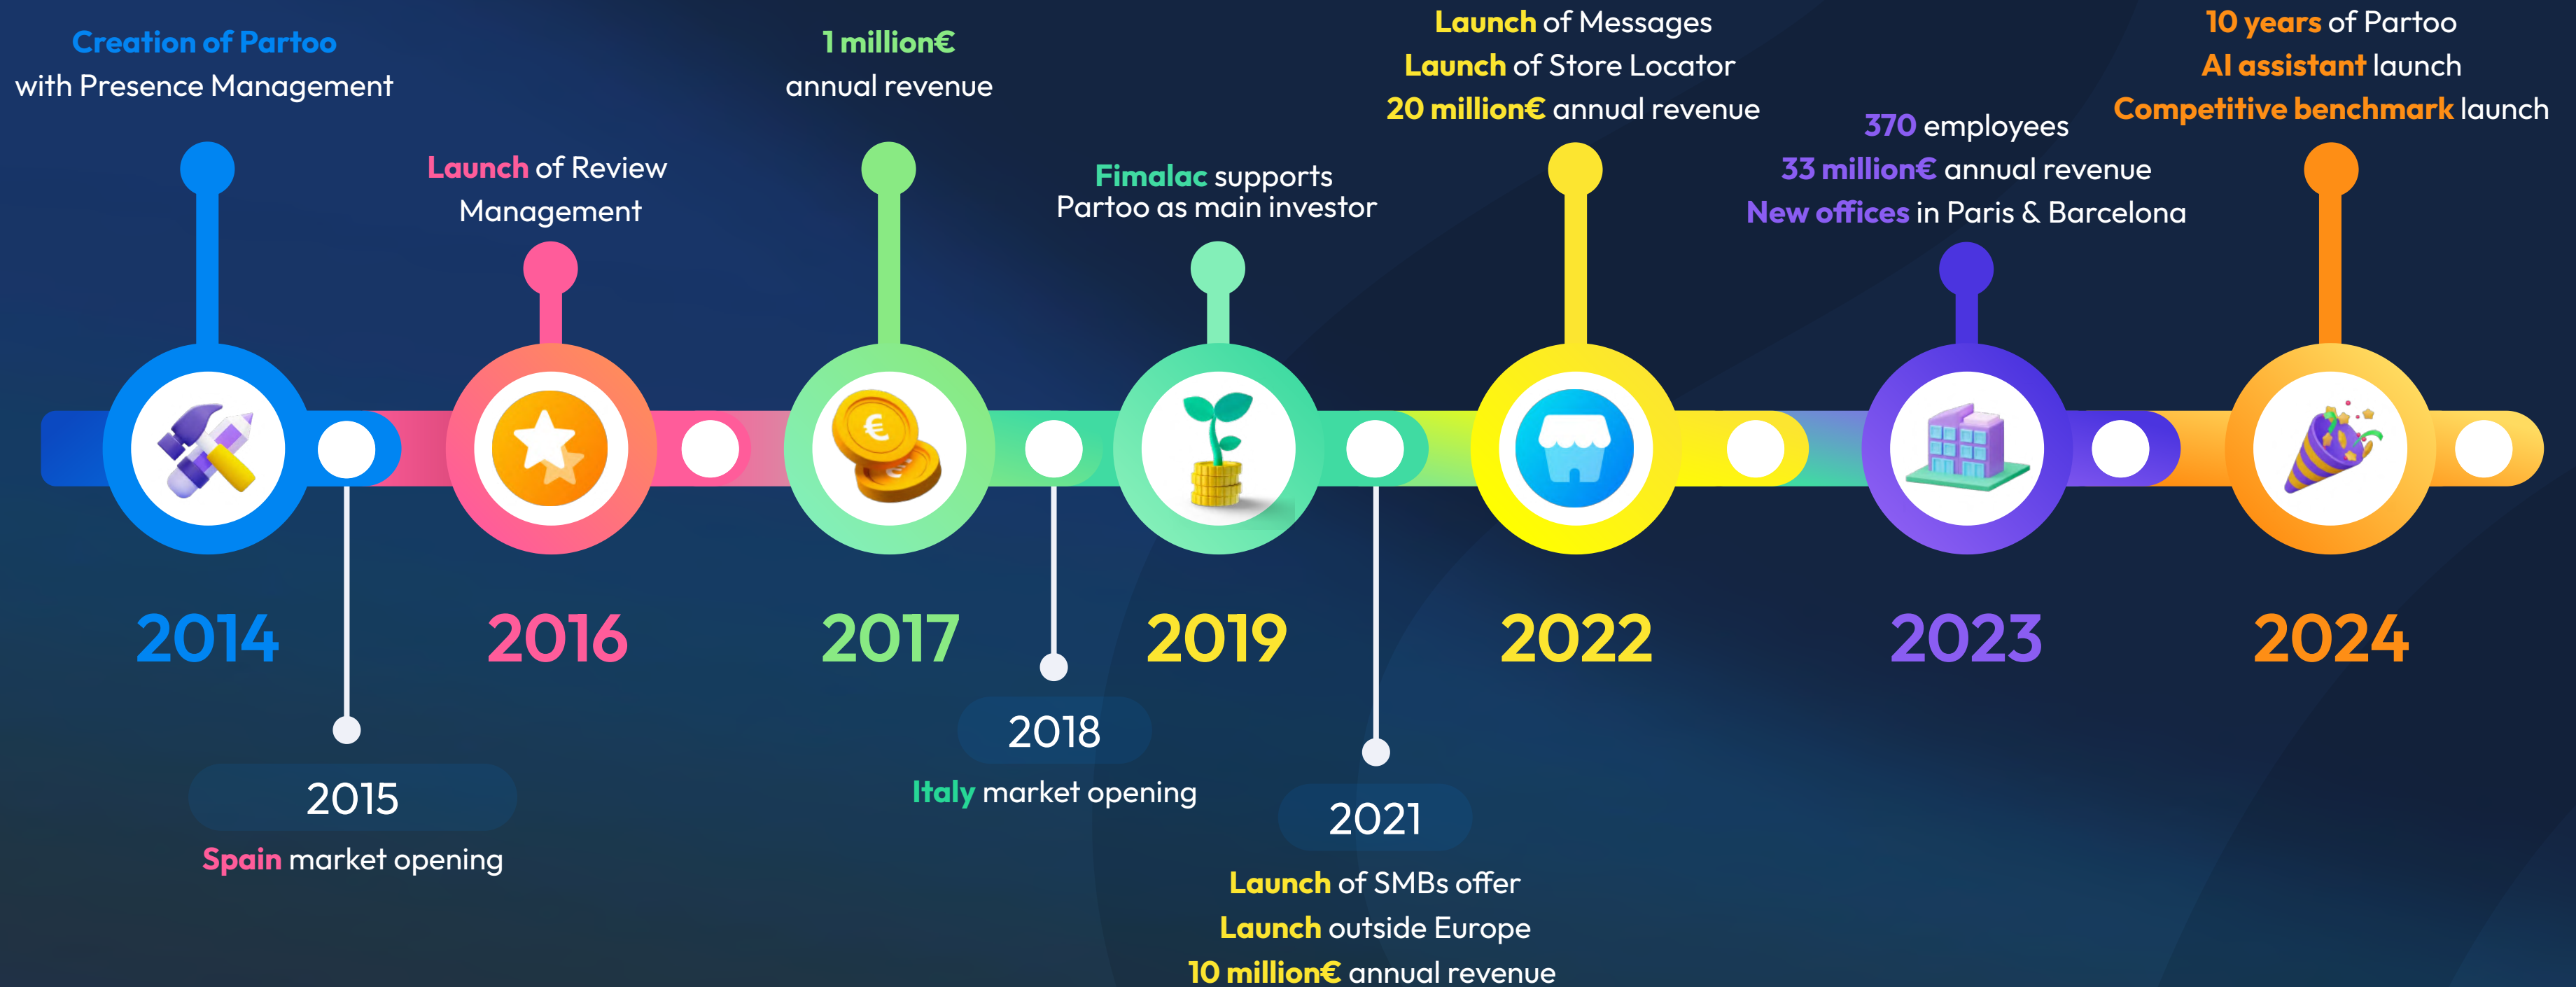 Creation of Partoo
with Presence Management
2014
2015
Spain market opening
Launch of Review
Management
2016
1 million€
annual revenue
2017
2018
Italy market opening
Fimalac supports
Partoo as main investor
2019
2021
Launch of SMBs offer
Launch outside Europe
10 million€ annual revenue
Launch of Messages
Launch of Store Locator
20 million€ annual revenue
2022
370 employees
33 million€ annual revenue
New offices in Paris & Barcelona
2023
10 years of Partoo
AI assistant launch
Competitive benchmark launch
2024